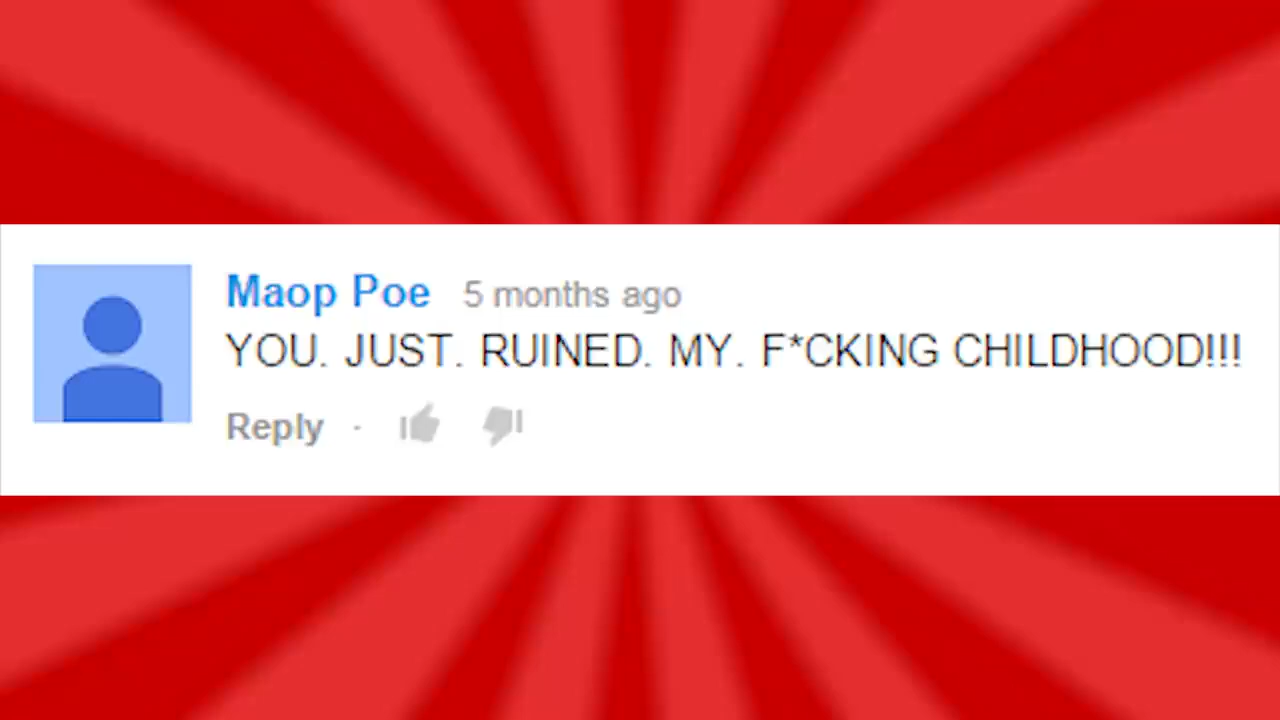 Maop Poe 5 months ago
YOU. JUST. RUINED. MY. F*CKING CHILDHOOD!!!
Reply ·